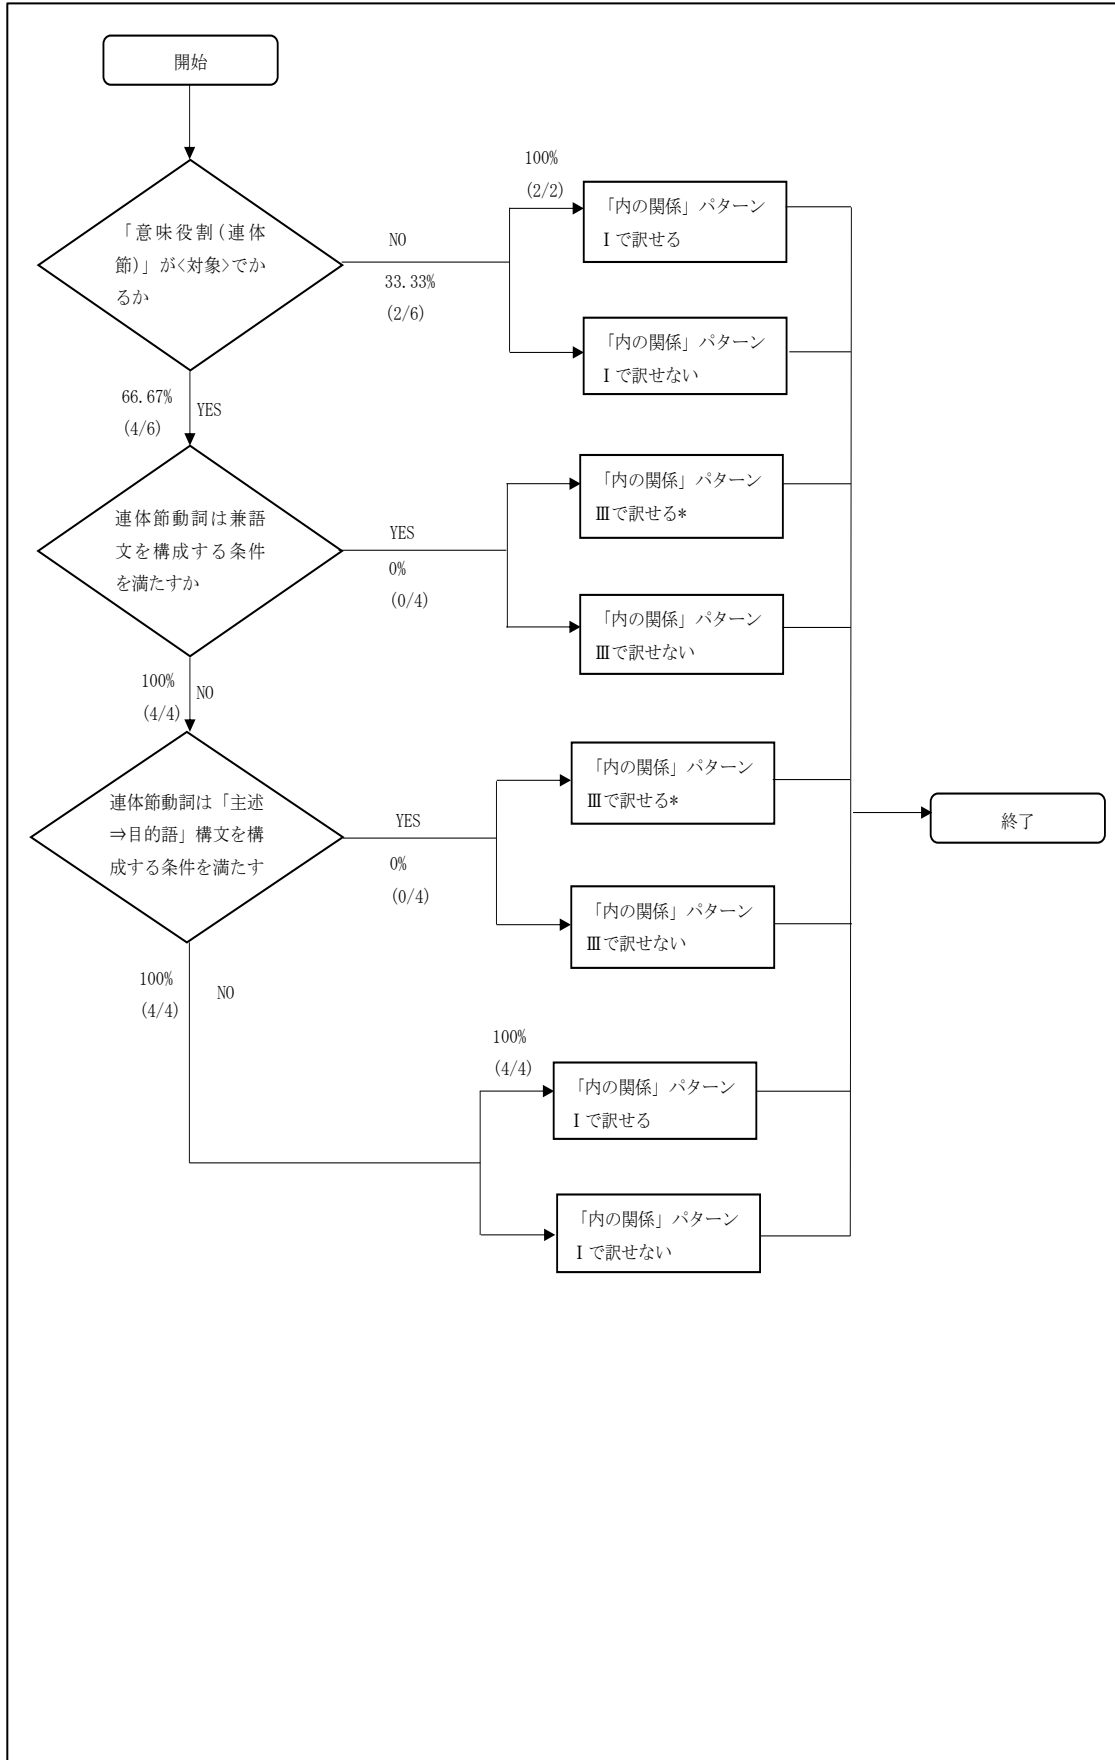 開始
100%
(2/2)
「内の関係」パターン
Ⅰで訳せる
「意味役割(連体
節)」が<対象>でか
るか
NO
33.33%
(2/6)
「内の関係」パターン
Ⅰで訳せない
66.67%
(4/6)
YES
「内の関係」パターン
Ⅲで訳せる*
連体節動詞は兼語
文を構成する条件
を満たすか
YES
0%
(0/4)
「内の関係」パターン
Ⅲで訳せない
100%
(4/4)
NO
「内の関係」パターン
Ⅲで訳せる*
連体節動詞は「主述
⇒目的語」構文を構
成する条件を満たす
YES
0%
(0/4)
終了
「内の関係」パターン
Ⅲで訳せない
100%
(4/4)
NO
100%
(4/4)
「内の関係」パターン
Ⅰで訳せる
「内の関係」パターン
Ⅰで訳せない